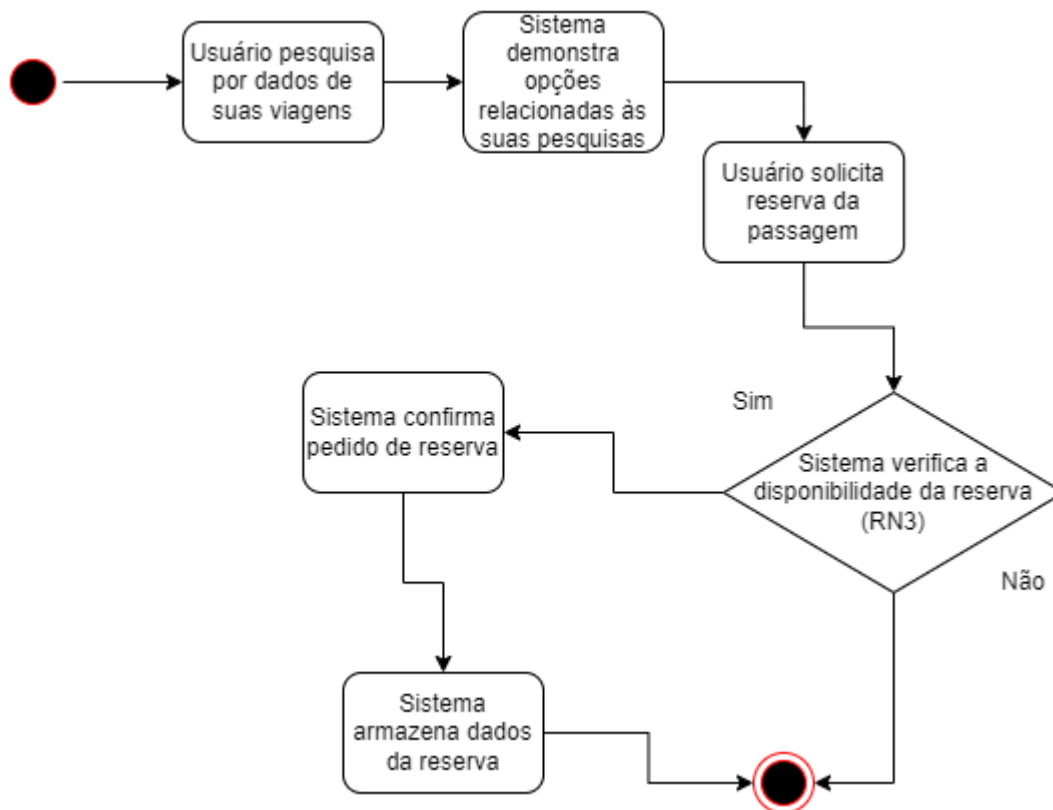 Usuário pesquisa
por dados de
suas viagens
Sistema
demonstra
opções
relacionadas às
suas pesquisas
Usuário solicita
reserva da
passagem
Sim
Sistema verifica a
disponibilidade da reserva
(RN3)
Não
Sistema confirma
pedido de reserva
Sistema
armazena dados
da reserva